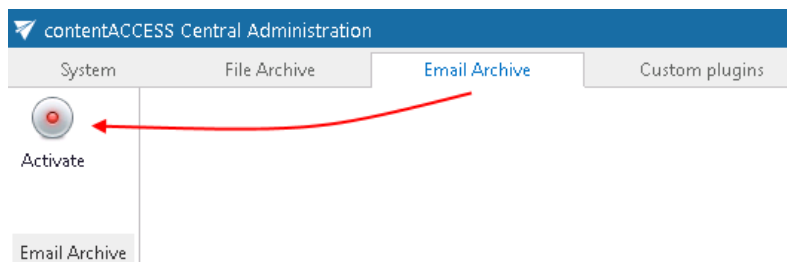 contentACCESS Central Administration
System File Archive Email Archive Custom plugins
Activate
Email Archive